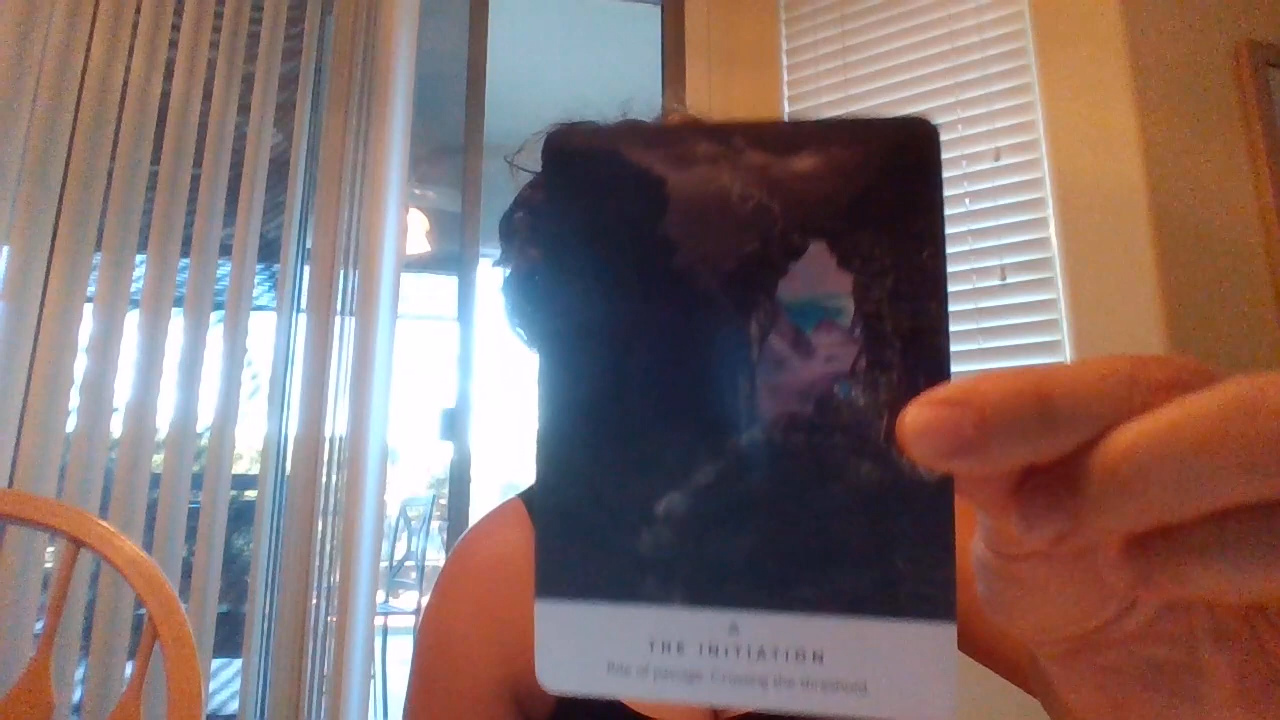 THE INITIATION
Rite of passage. Crossing the threshold.